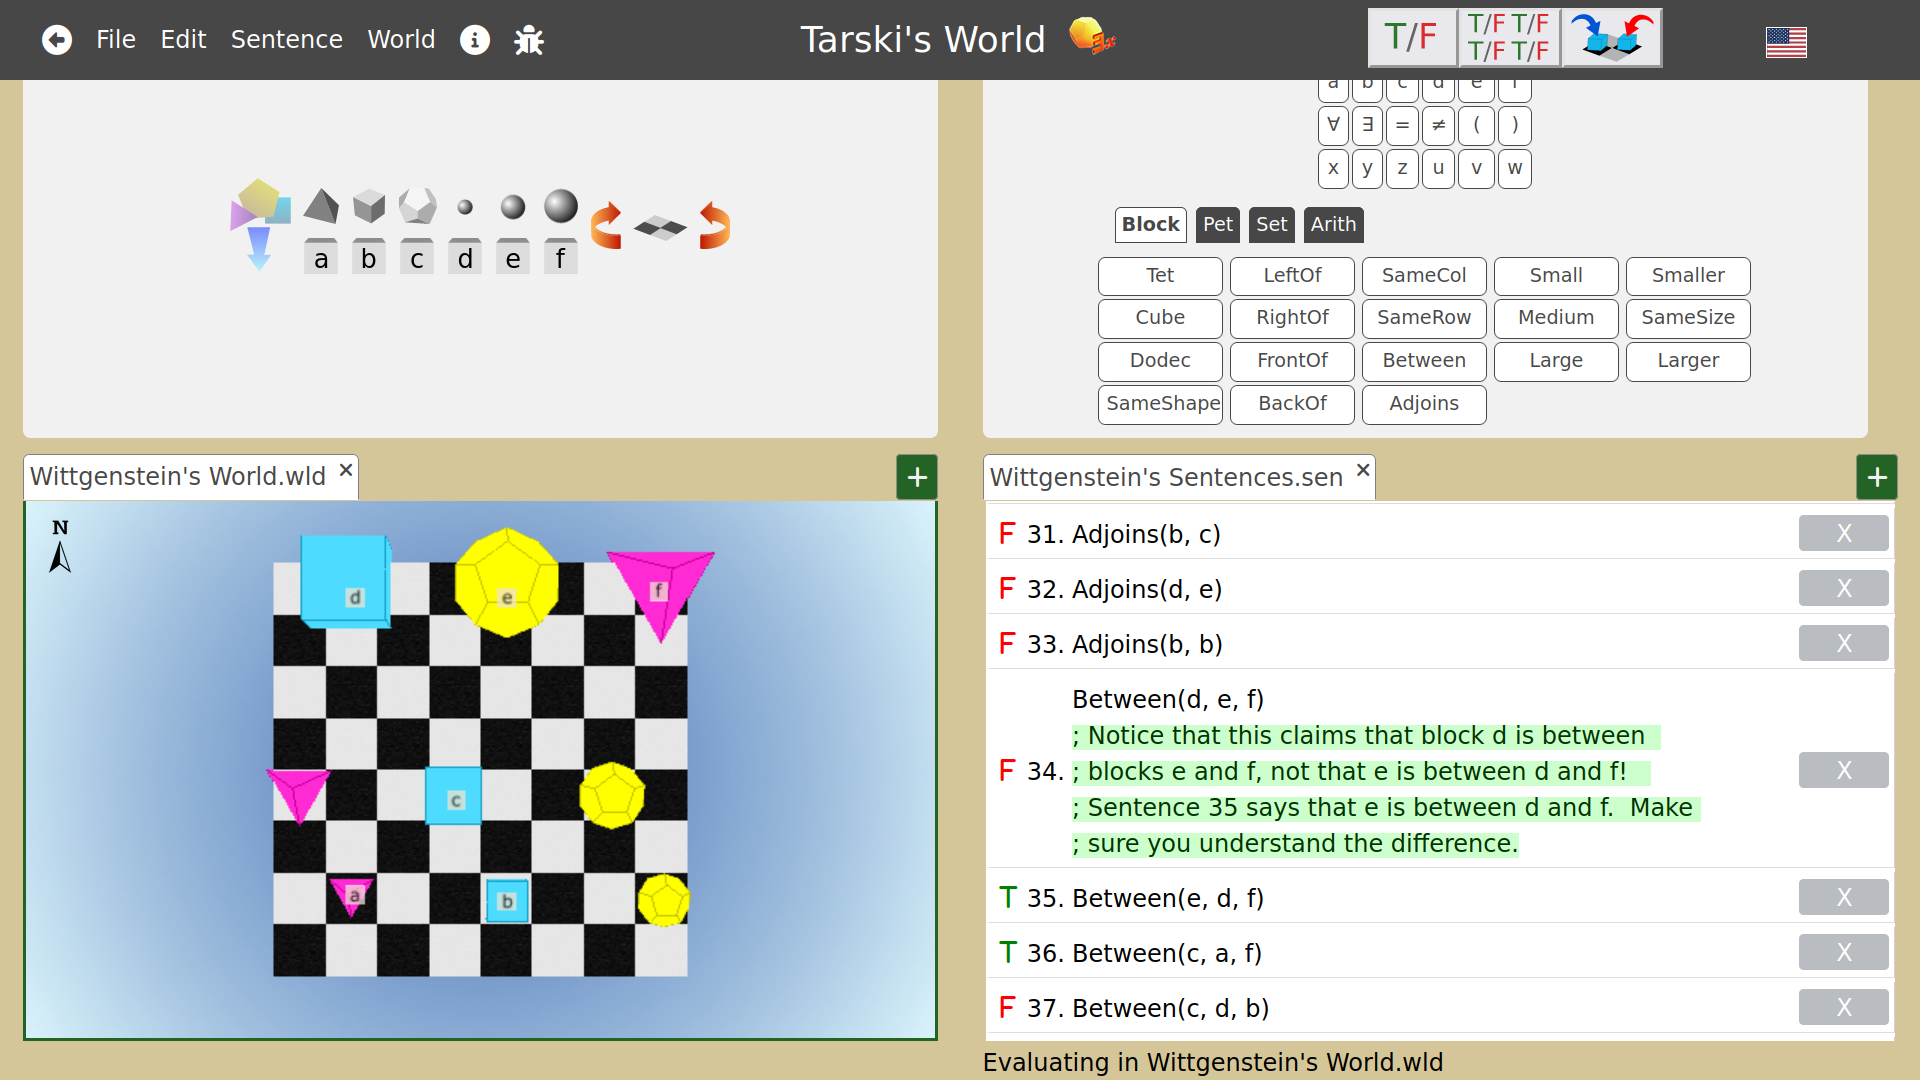 File Edit Sentence World
Tarski's World
T/F
T/F T/F
T/F T/F
a b c d e f
∀ ∃ = ≠ ( )
x y z u v w
a b c d e f
Block Pet Set Arith
Tet LeftOf SameCol Small Smaller
Cube RightOf SameRow Medium SameSize
Dodec FrontOf Between Large Larger
SameShape BackOf Adjoins
Wittgenstein's World.wld × +
N
d e f
c
a b
Wittgenstein's Sentences.sen × +
F 31. Adjoins(b, c) X
F 32. Adjoins(d, e) X
F 33. Adjoins(b, b) X
Between(d, e, f)
; Notice that this claims that block d is between
F 34. ; blocks e and f, not that e is between d and f! X
; Sentence 35 says that e is between d and f.  Make
; sure you understand the difference.
T 35. Between(e, d, f) X
T 36. Between(c, a, f) X
F 37. Between(c, d, b) X
Evaluating in Wittgenstein's World.wld